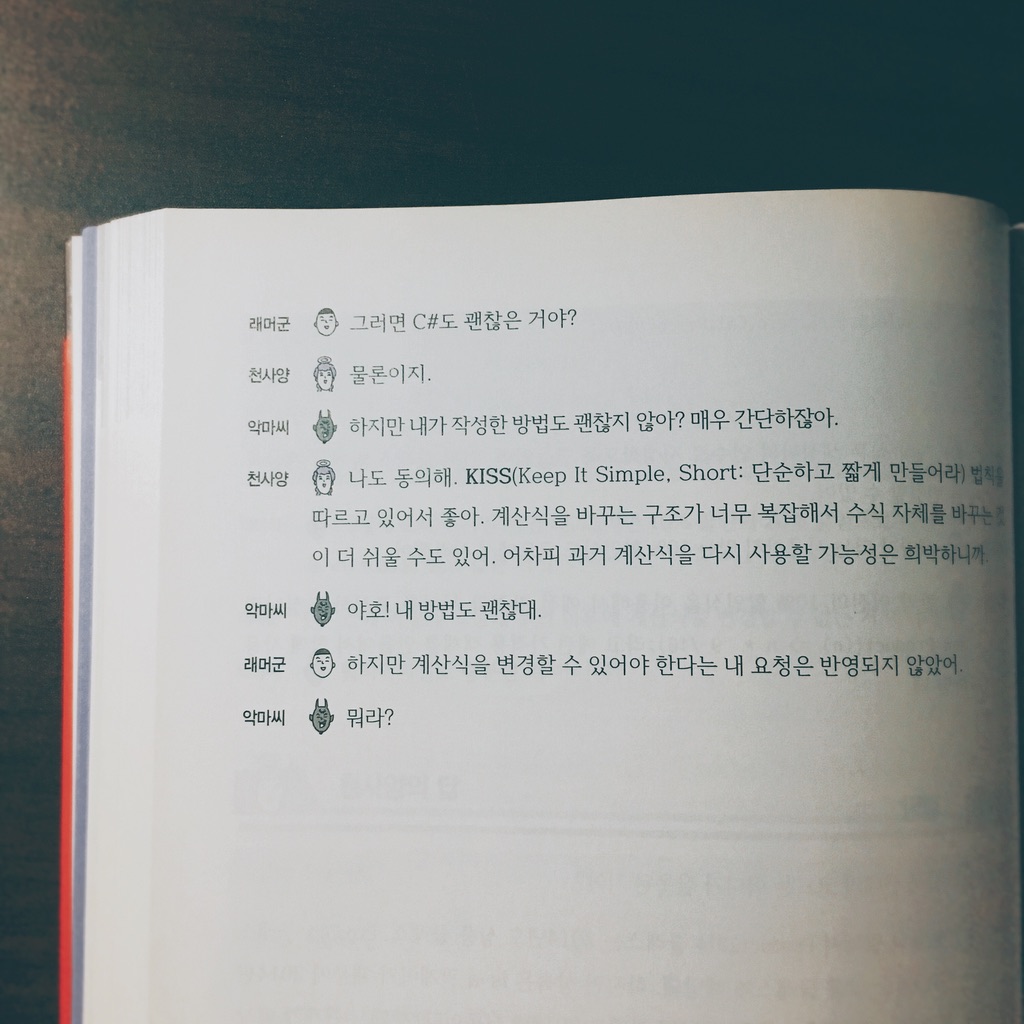 래머군 그러면 C#도 괜찮은 거야?
천사양 물론이지.
악마씨 하지만 내가 작성한 방법도 괜찮지 않아? 매우 간단하잖아.
천사양 나도 동의해. KISS(Keep It Simple, Short: 단순하고 짧게 만들어라) 법칙을
따르고 있어서 좋아. 계산식을 바꾸는 구조가 너무 복잡해서 수식 자체를 바꾸는 것
이 더 쉬울 수도 있어. 어차피 과거 계산식을 다시 사용할 가능성은 희박하니까.
악마씨 야호! 내 방법도 괜찮대.
래머군 하지만 계산식을 변경할 수 있어야 한다는 내 요청은 반영되지 않았어.
악마씨 뭐라?